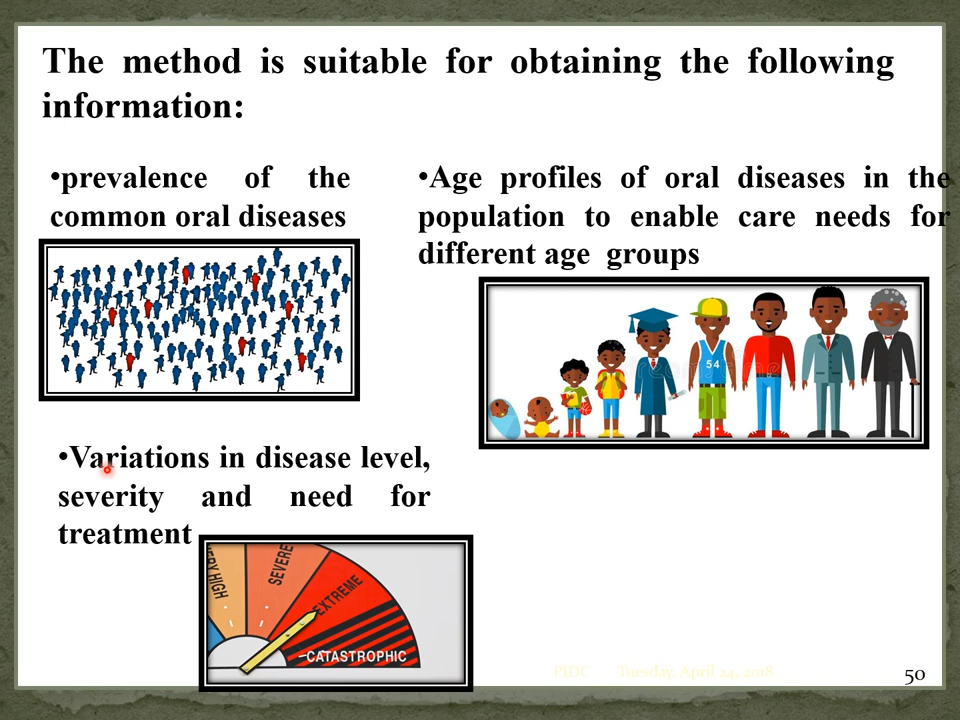 The method is suitable for obtaining the following
information:
•prevalence of the
common oral diseases
•Age profiles of oral diseases in the
population to enable care needs for
different age groups
54
•Variations in disease level,
severity and need for
treatment
VERY HIGH
SEVERE
EXTREME
CATASTROPHIC
PIDC Tuesday, April 24, 2018
50